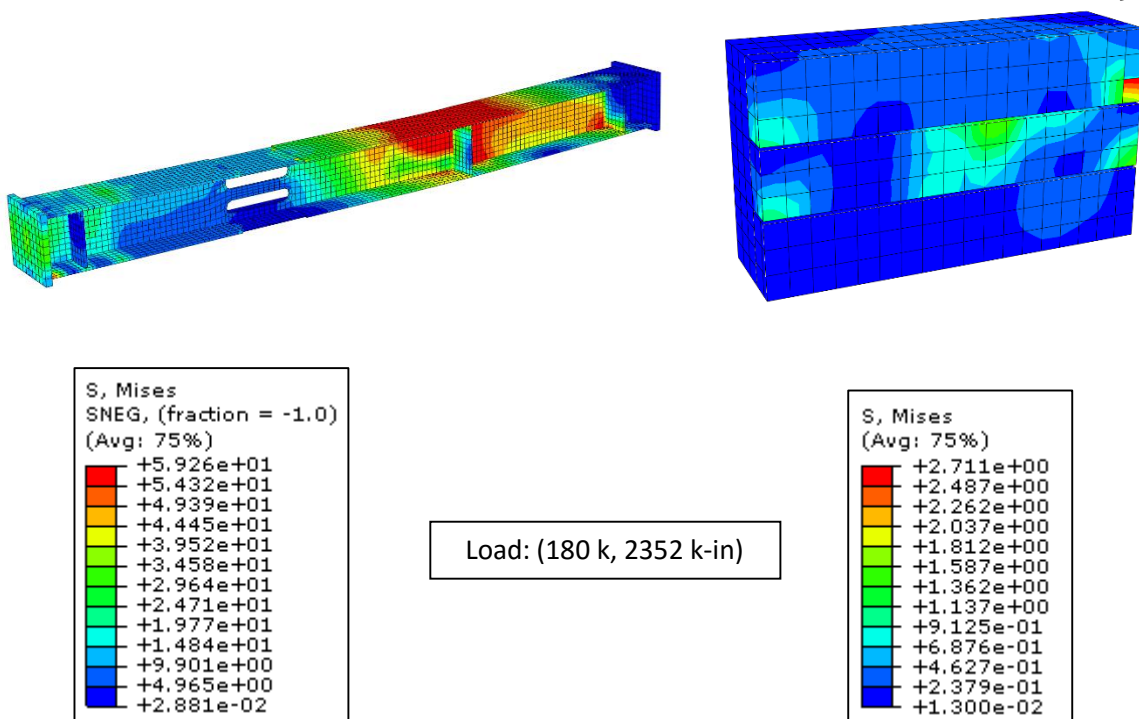 S, Mises
SNEG, (fraction = -1.0)
(Avg: 75%)
+5.926e+01
+5.432e+01
+4.939e+01
+4.445e+01
+3.952e+01
+3.458e+01
+2.964e+01
+2.471e+01
+1.977e+01
+1.484e+01
+9.901e+00
+4.965e+00
+2.881e-02
Load: (180 k, 2352 k-in)
S, Mises
(Avg: 75%)
+2.711e+00
+2.487e+00
+2.262e+00
+2.037e+00
+1.812e+00
+1.587e+00
+1.362e+00
+1.137e+00
+9.125e-01
+6.876e-01
+4.627e-01
+2.379e-01
+1.300e-02